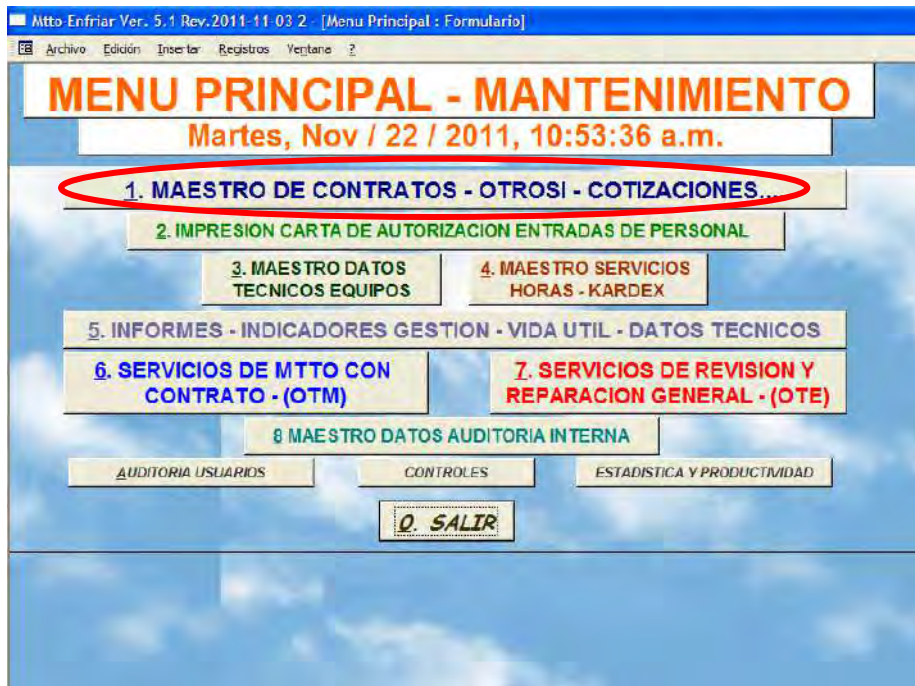 Mtto-Enfriar Ver. 5.1 Rev.2011-11-03 2 - [Menu Principal : Formulario]
Archivo Edición Insertar Registros Ventana ?
MENU PRINCIPAL - MANTENIMIENTO
Martes, Nov / 22 / 2011, 10:53:36 a.m.
1. MAESTRO DE CONTRATOS - OTROSI - COTIZACIONES...
2. IMPRESION CARTA DE AUTORIZACION ENTRADAS DE PERSONAL
3. MAESTRO DATOS
TECNICOS EQUIPOS
4. MAESTRO SERVICIOS
HORAS - KARDEX
5. INFORMES - INDICADORES GESTION - VIDA UTIL - DATOS TECNICOS
6. SERVICIOS DE MTTO CON
CONTRATO - (OTM)
7. SERVICIOS DE REVISION Y
REPARACION GENERAL - (OTE)
8 MAESTRO DATOS AUDITORIA INTERNA
AUDITORIA USUARIOS
CONTROLES
ESTADISTICA Y PRODUCTIVIDAD
0. SALIR